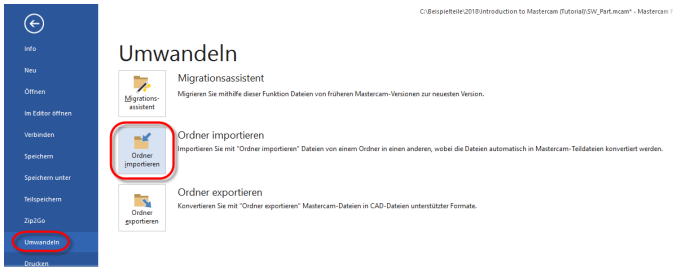 C:\Beispielteile\2018\Introduction to Mastercam (Tutorial)\SW_Part.mcam* - Mastercam
Info
Neu
Öffnen
Im Editor öffnen
Verbinden
Speichern
Speichern unter
Teilspeichern
Zip2Go
Umwandeln
Drucken
Umwandeln
Migrations-
assistent
Migrationsassistent
Migrieren Sie mithilfe dieser Funktion Dateien von früheren Mastercam-Versionen zur neuesten Version.
Ordner
importieren
Ordner importieren
Importieren Sie mit "Ordner importieren" Dateien von einem Ordner in einen anderen, wobei die Dateien automatisch in Mastercam-Teildateien konvertiert werden.
Ordner
exportieren
Ordner exportieren
Konvertieren Sie mit "Ordner exportieren" Mastercam-Dateien in CAD-Dateien unterstützter Formate.